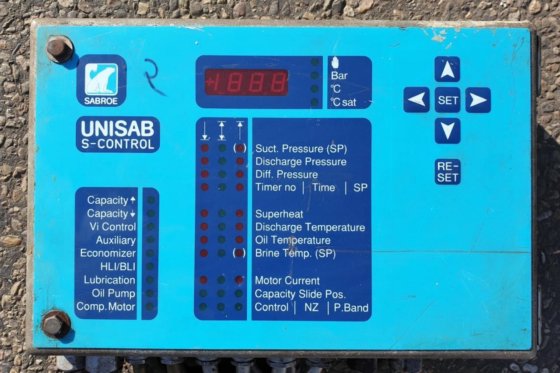 SABROE
R
UNISAB
S-CONTROL
Capacity ↑
Capacity ↓
Vi Control
Auxiliary
Economizer
HLI/BLI
Lubrication
Oil Pump
Comp.Motor
Bar
°C
°C sat
Suct. Pressure (SP)
Discharge Pressure
Diff. Pressure
Timer no | Time | SP
Superheat
Discharge Temperature
Oil Temperature
Brine Temp. (SP)
Motor Current
Capacity Slide Pos.
Control | NZ | P.Band
SET
RE-
SET